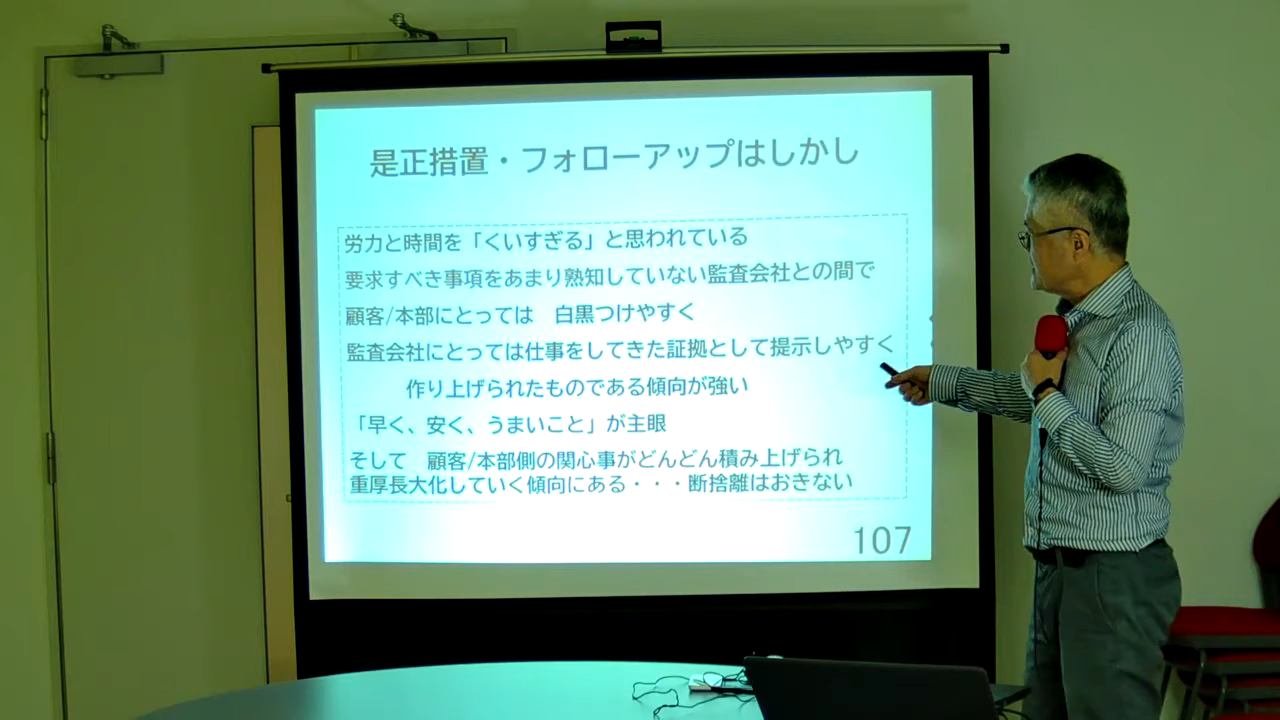 是正措置・フォローアップはしかし
労力と時間を「くいすぎる」と思われている
要求すべき事項をあまり熟知していない監査会社との間で
顧客/本部にとっては　白黒つけやすく
監査会社にとっては仕事をしてきた証拠として提示しやすく
作り上げられたものである傾向が強い
「早く、安く、うまいこと」が主眼
そして　顧客/本部側の関心事がどんどん積み上げられ
重厚長大化していく傾向にある・・・断捨離はおきない
107